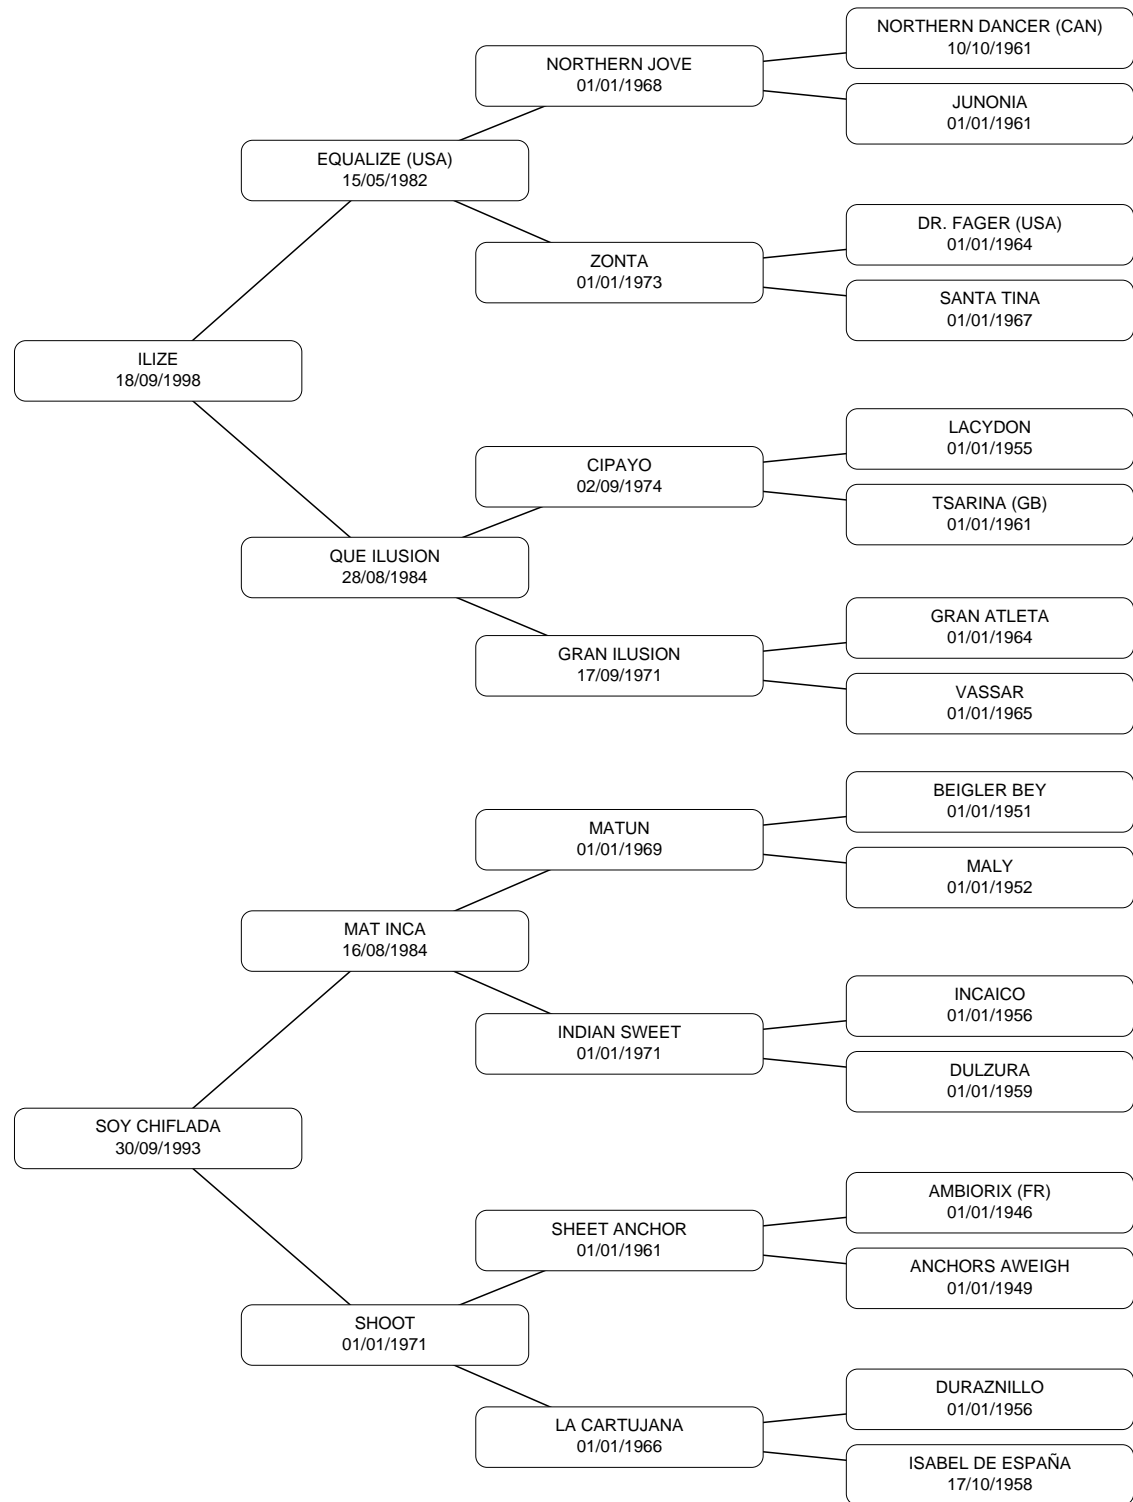 NORTHERN DANCER (CAN)
10/10/1961
NORTHERN JOVE
01/01/1968
JUNONIA
01/01/1961
EQUALIZE (USA)
15/05/1982
DR. FAGER (USA)
01/01/1964
ZONTA
01/01/1973
SANTA TINA
01/01/1967
ILIZE
18/09/1998
LACYDON
01/01/1955
CIPAYO
02/09/1974
TSARINA (GB)
01/01/1961
QUE ILUSION
28/08/1984
GRAN ATLETA
01/01/1964
GRAN ILUSION
17/09/1971
VASSAR
01/01/1965
BEIGLER BEY
01/01/1951
MATUN
01/01/1969
MALY
01/01/1952
MAT INCA
16/08/1984
INCAICO
01/01/1956
INDIAN SWEET
01/01/1971
DULZURA
01/01/1959
SOY CHIFLADA
30/09/1993
AMBIORIX (FR)
01/01/1946
SHEET ANCHOR
01/01/1961
ANCHORS AWEIGH
01/01/1949
SHOOT
01/01/1971
DURAZNILLO
01/01/1956
LA CARTUJANA
01/01/1966
ISABEL DE ESPAÑA
17/10/1958